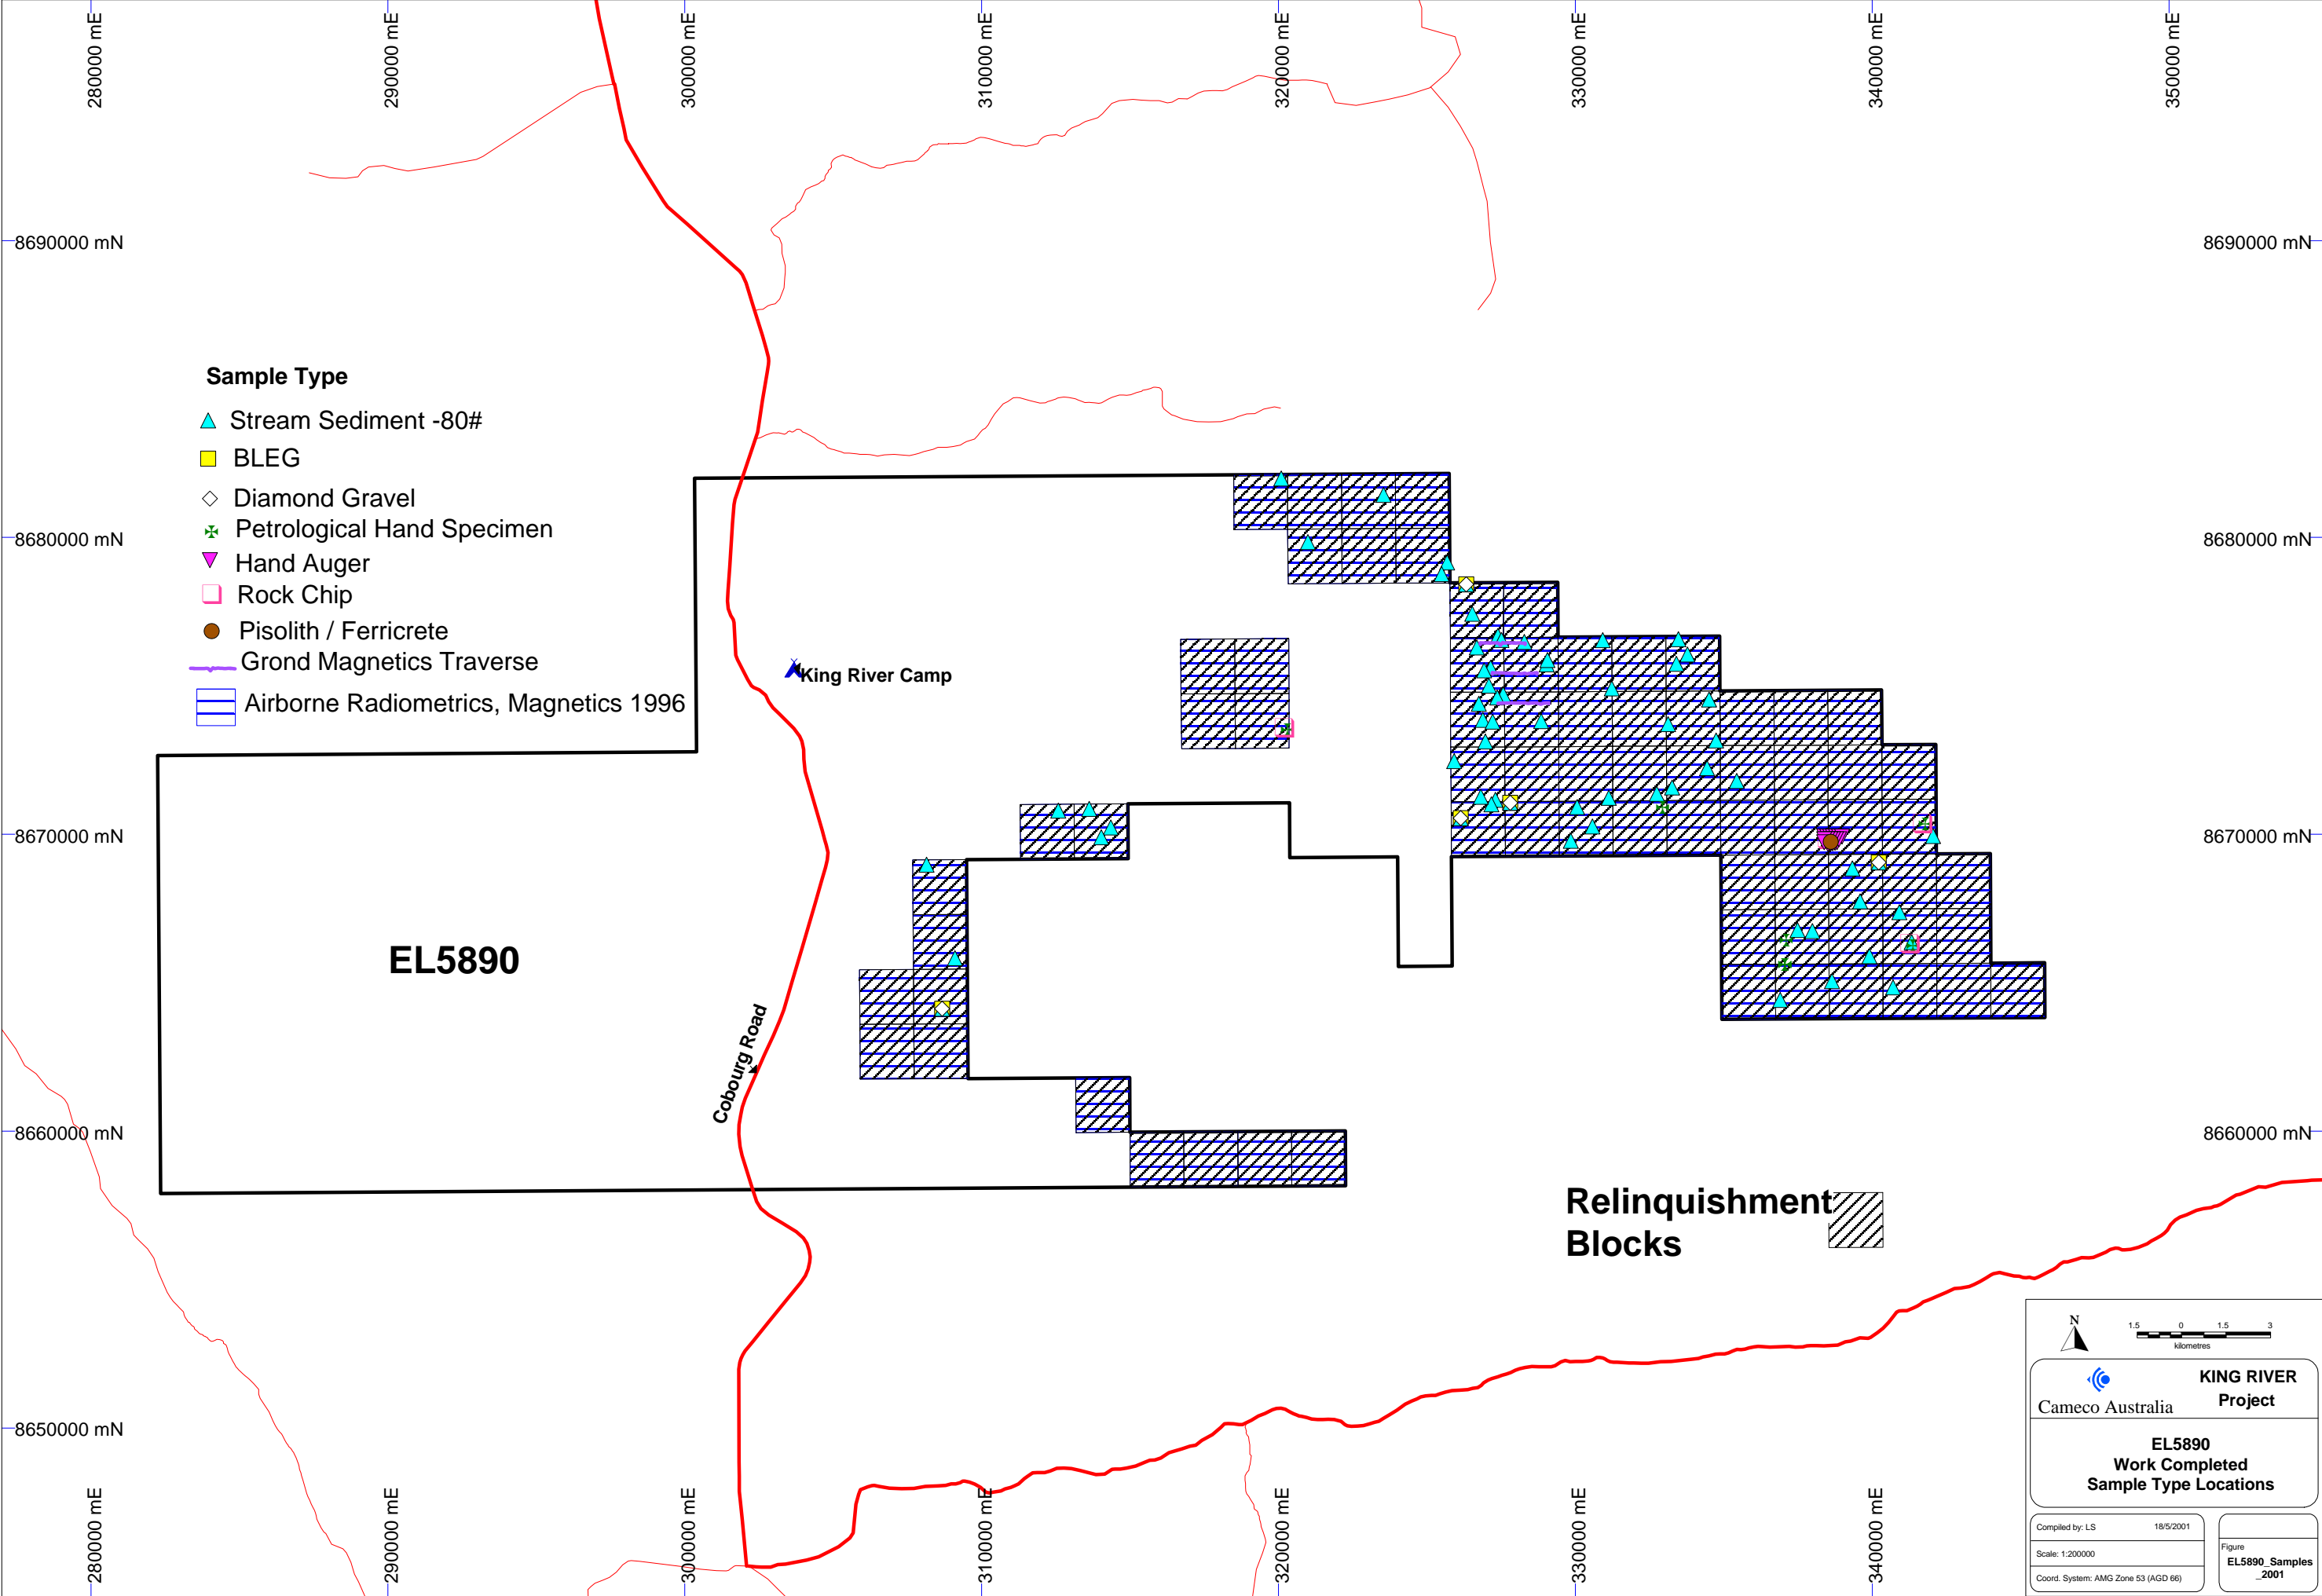 280000 mE
290000 mE
300000 mE
310000 mE
320000 mE
330000 mE
340000 mE
350000 mE
8690000 mN
8690000 mN
Sample Type
Stream Sediment -80#
BLEG
Diamond Gravel
Petrological Hand Specimen
Hand Auger
Rock Chip
Pisolith / Ferricrete
Grond Magnetics Traverse
Airborne Radiometrics, Magnetics 1996
8680000 mN
8680000 mN
King River Camp
8670000 mN
8670000 mN
EL5890
Cobourg Road
8660000 mN
8660000 mN
Relinquishment
Blocks
8650000 mN
8650000 mN
280000 mE
290000 mE
300000 mE
310000 mE
320000 mE
330000 mE
340000 mE
N
1.5 0 1.5 3
kilometres
Cameco Australia
KING RIVER
Project
EL5890
Work Completed
Sample Type Locations
Compiled by: LS 18/5/2001
Scale: 1:200000
Coord. System: AMG Zone 53 (AGD 66)
Figure
EL5890_Samples
_2001